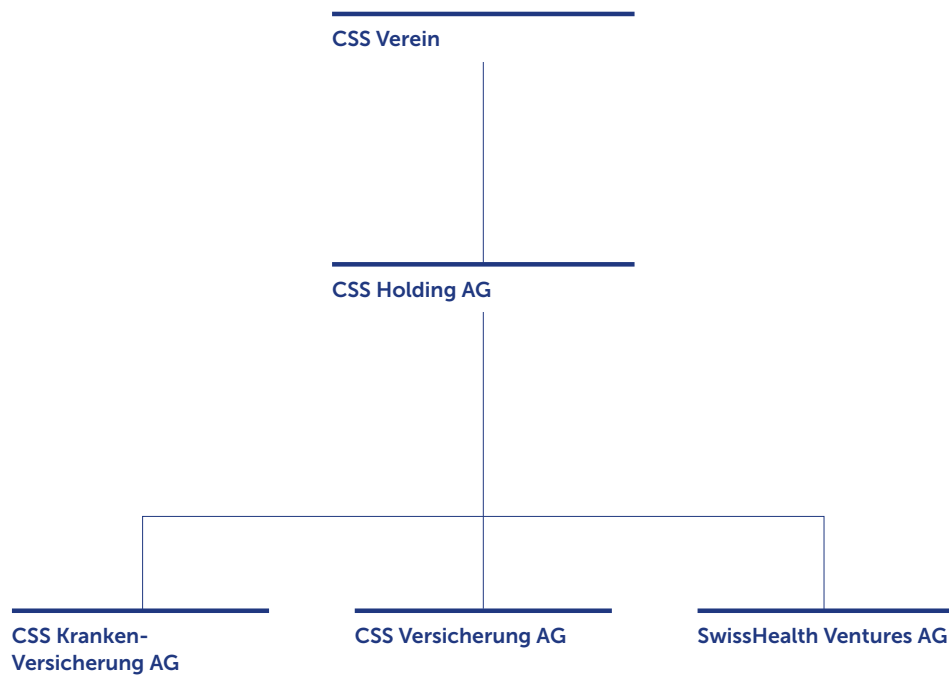 CSS Verein
CSS Holding AG
CSS Kranken-
Versicherung AG
CSS Versicherung AG
SwissHealth Ventures AG